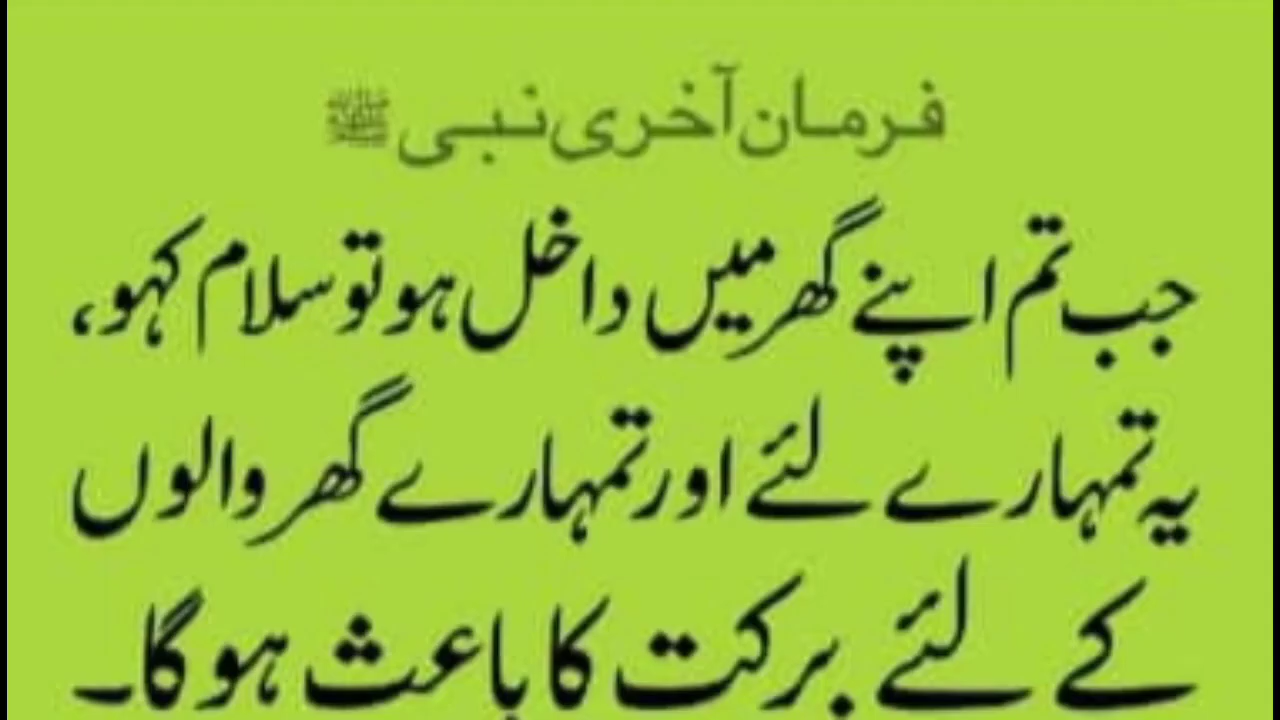 فرمان آخری نبی ﷺ
جب تم اپنے گھر میں داخل ہو تو سلام کہو،
یہ تمہارے لئے اور تمہارے گھر والوں
کے لئے برکت کا باعث ہو گا۔